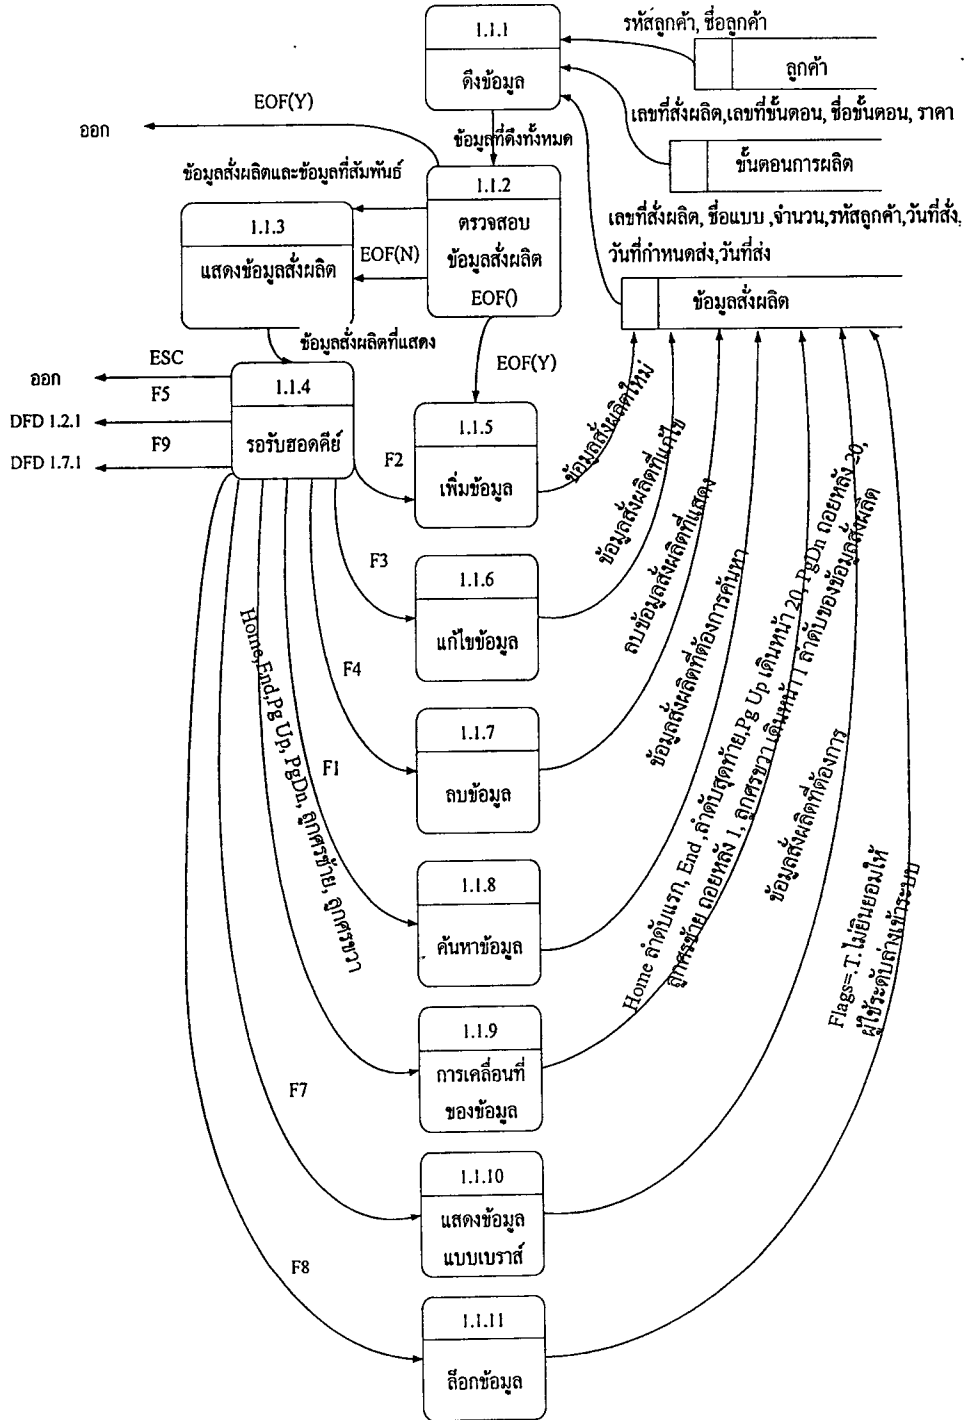 รหัสลูกค้า, ชื่อลูกค้า
1.1.1
ดึงข้อมูล
ลูกค้า
EOF(Y)
ออก
ข้อมูลที่ดึงทั้งหมด
เลขที่สั่งผลิต,เลขที่ขั้นตอน, ชื่อขั้นตอน, ราคา
ขั้นตอนการผลิต
ข้อมูลสั่งผลิตและข้อมูลที่สัมพันธ์
1.1.2
ตรวจสอบ
ข้อมูลสั่งผลิต
EOF()
1.1.3
แสดงข้อมูลสั่งผลิต
EOF(N)
เลขที่สั่งผลิต, ชื่อแบบ ,จำนวน,รหัสลูกค้า,วันที่สั่ง,
วันที่กำหนดส่ง,วันที่ส่ง
ข้อมูลสั่งผลิต
ข้อมูลสั่งผลิตที่แสดง
EOF(Y)
ESC
ออก
F5
DFD 1.2.1
F9
DFD 1.7.1
1.1.4
รอรับฮอตคีย์
F2
1.1.5
เพิ่มข้อมูล
ข้อมูลสั่งผลิตใหม่
F3
1.1.6
แก้ไขข้อมูล
ข้อมูลสั่งผลิตที่แก้ไข
F4
1.1.7
ลบข้อมูล
ลบข้อมูลสั่งผลิตที่แสดง
F1
1.1.8
ค้นหาข้อมูล
ข้อมูลสั่งผลิตที่ต้องการค้นหา
Home,End,Pg Up, PgDn, ลูกศรซ้าย, ลูกศรขวา
1.1.9
การเคลื่อนที่
ของข้อมูล
Home ลำดับแรก, End ,ลำดับสุดท้าย,Pg Up เดินหน้า 20, PgDn ถอยหลัง 20,
ลูกศรซ้าย ถอยหลัง 1, ลูกศรขวา เดินหน้า 1 ลำดับของข้อมูลสั่งผลิต
F7
1.1.10
แสดงข้อมูล
แบบเบราส์
ข้อมูลสั่งผลิตที่ต้องการ
F8
1.1.11
ล็อกข้อมูล
Flags=.T.ไม่ยินยอมให้
ผู้ใช้ระดับล่างเข้าระบบ